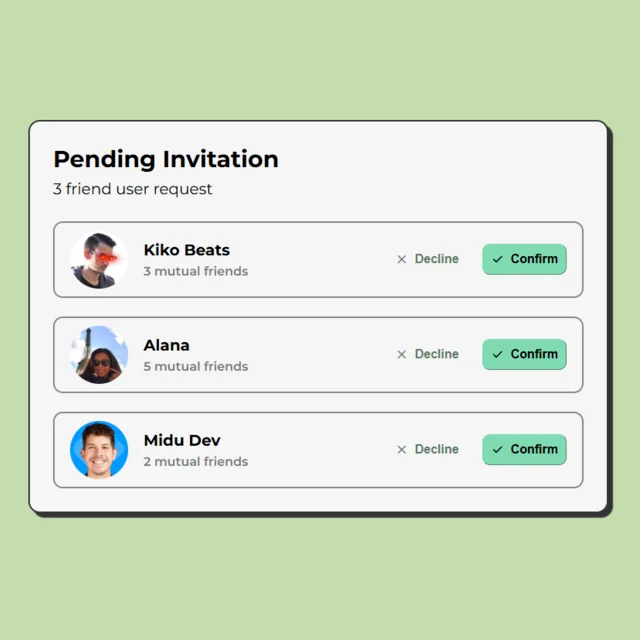 Pending Invitation
3 friend user request
Kiko Beats
3 mutual friends
Decline
Confirm
Alana
5 mutual friends
Decline
Confirm
Midu Dev
2 mutual friends
Decline
Confirm